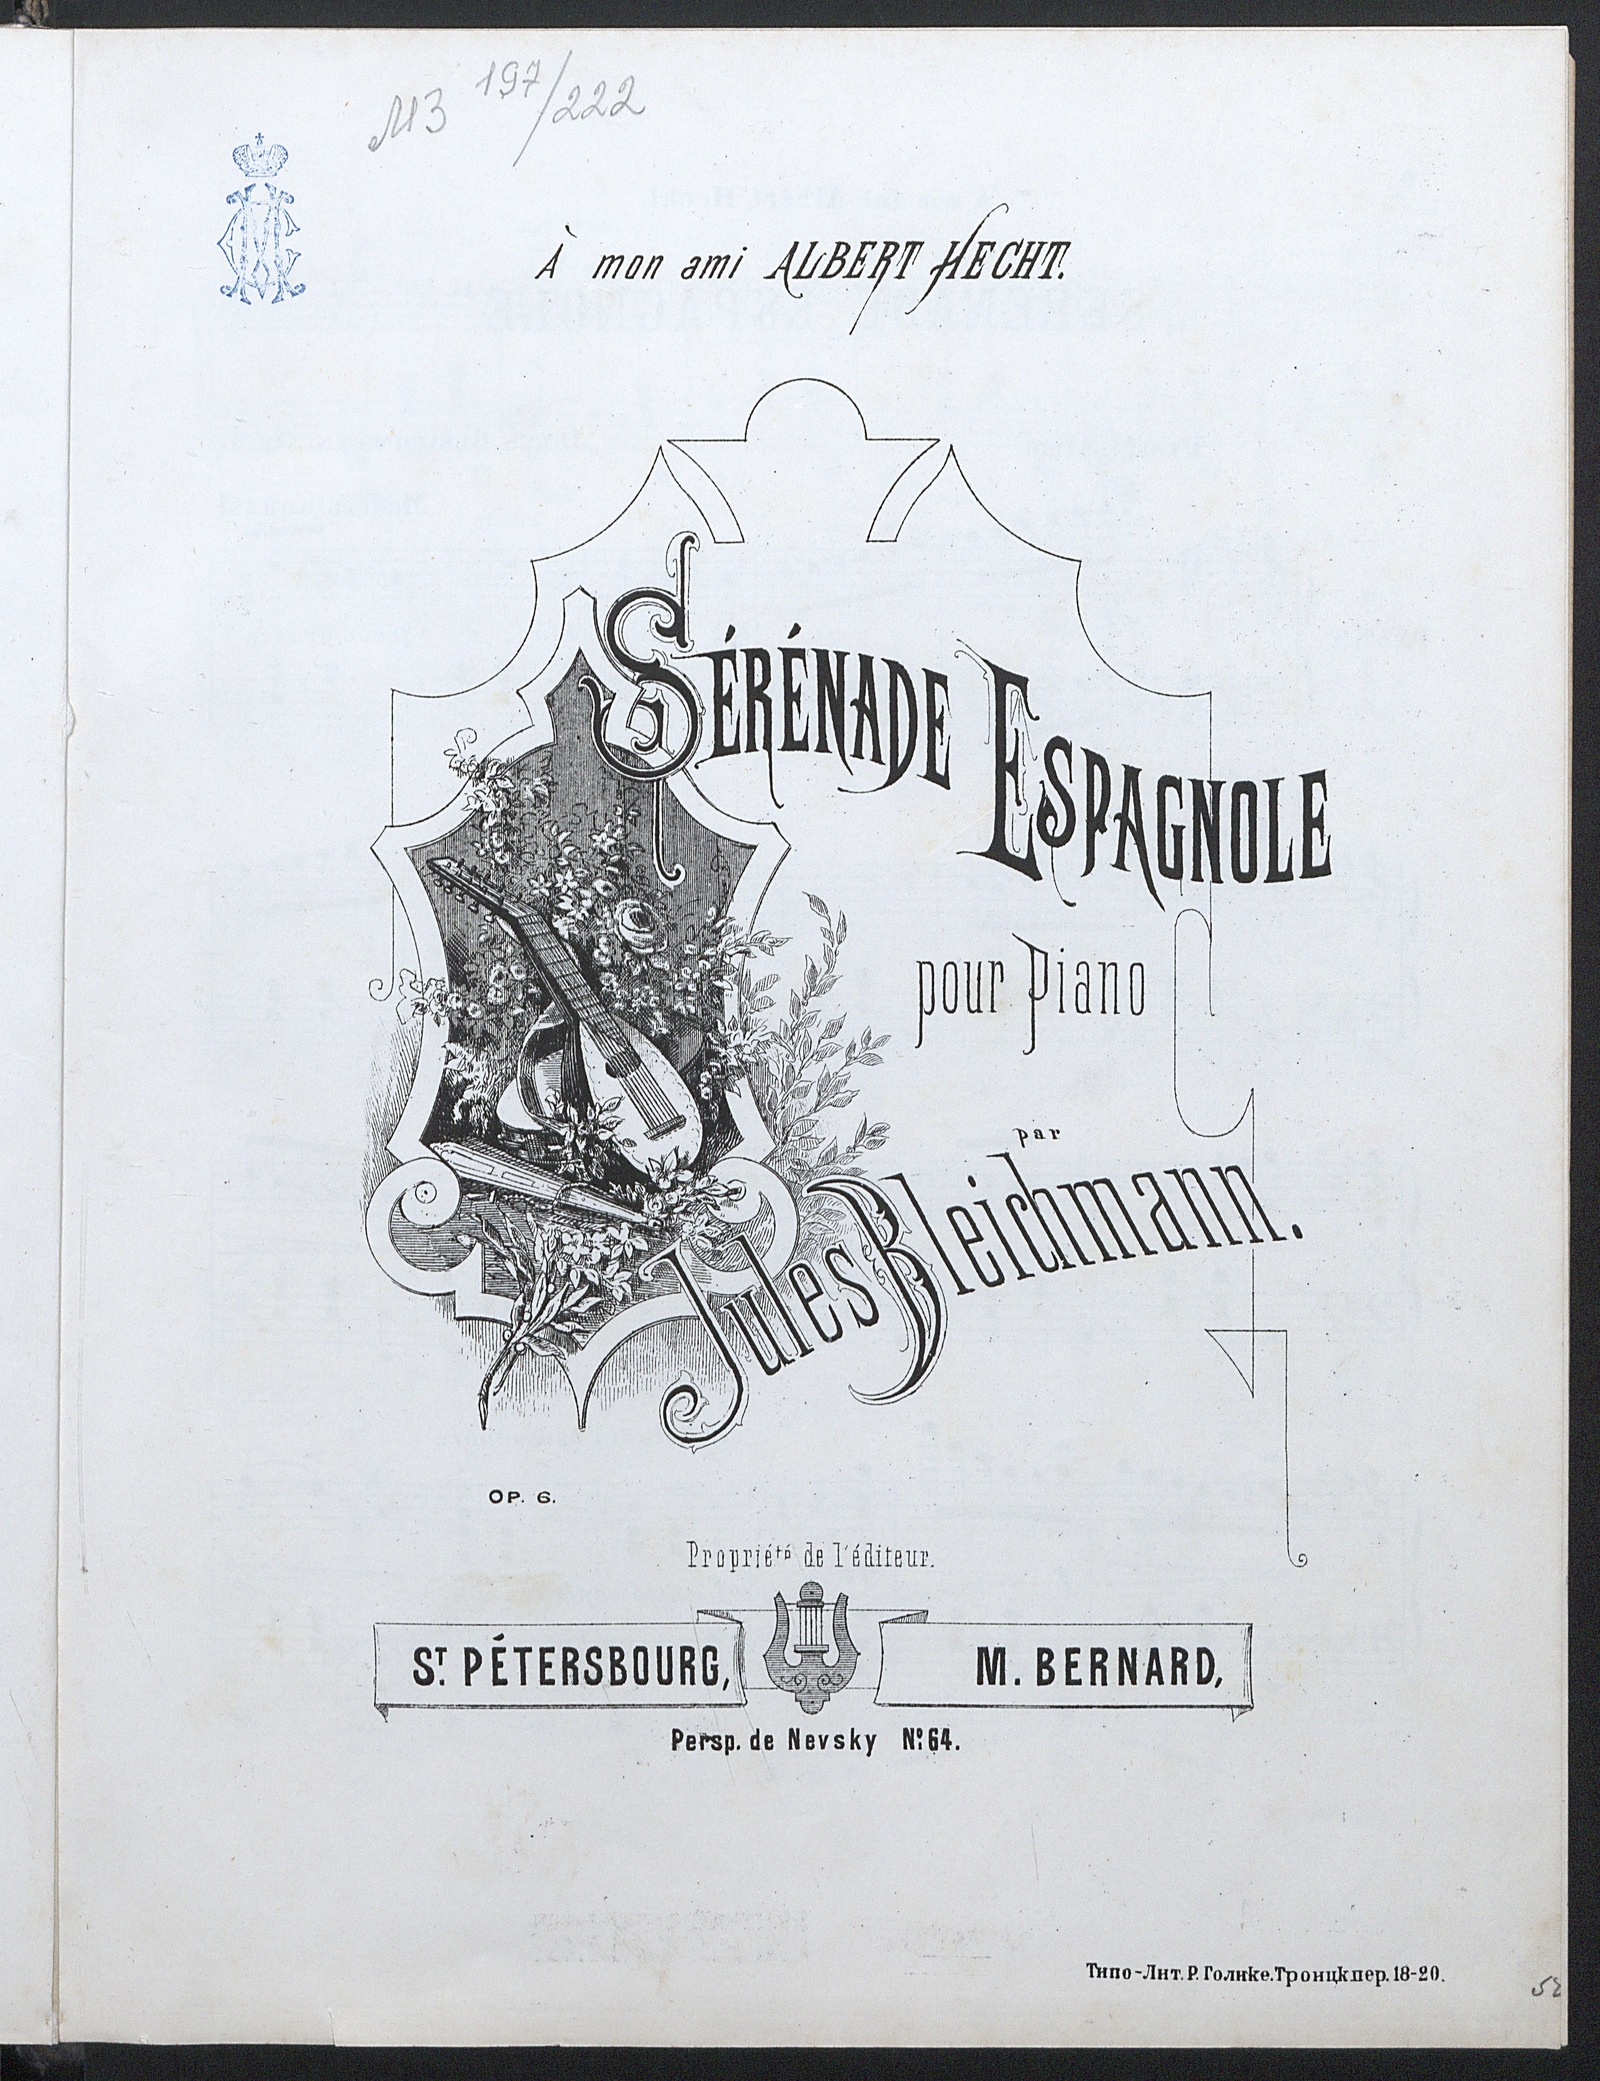 МЗ 197/222
À mon ami ALBERT HECHT.
SÉRÉNADE ESPAGNOLE
pour Piano
par
Jules Bleichmann.
OP. 6.
Propriété de l'éditeur.
ST. PÉTERSBOURG, M. BERNARD,
Persp. de Nevsky No. 64.
Типо-Лит. Р. Голике. Троицк пер. 18-20.